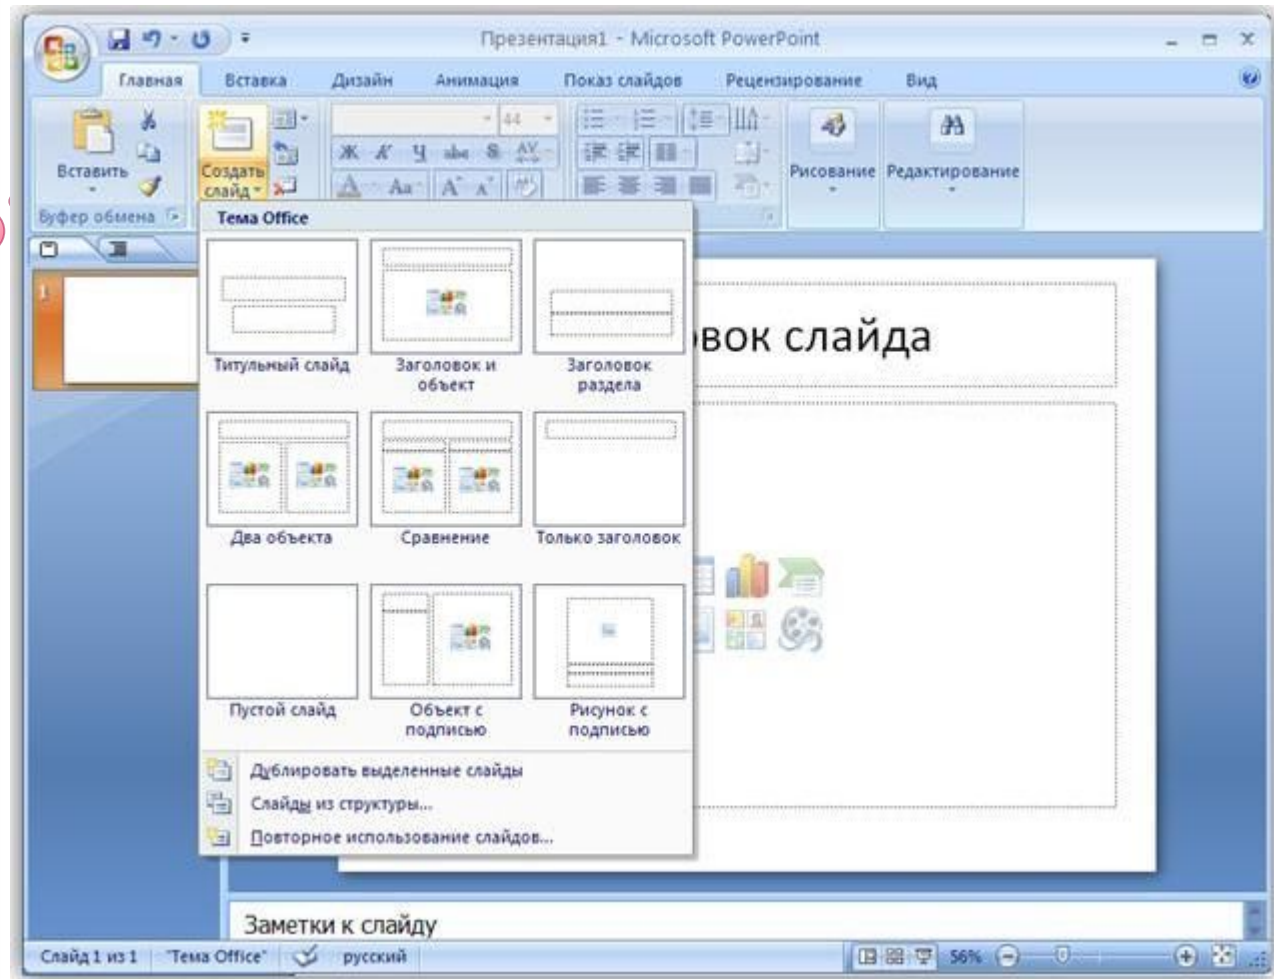 Презентация1 - Microsoft PowerPoint
Главная Вставка Дизайн Анимация Показ слайдов Рецензирование Вид
Вставить
Создать
слайд
44
Ж К Ч abe S AV
А Aa A A
Рисование
Редактирование
Буфер обмена
Тема Office
1
Титульный слайд
Заголовок и
объект
Заголовок
раздела
Два объекта
Сравнение
Только заголовок
Пустой слайд
Объект с
подписью
Рисунок с
подписью
Дублировать выделенные слайды
Слайды из структуры...
Повторное использование слайдов...
вок слайда
Заметки к слайду
Слайд 1 из 1 "Тема Office" русский 56%